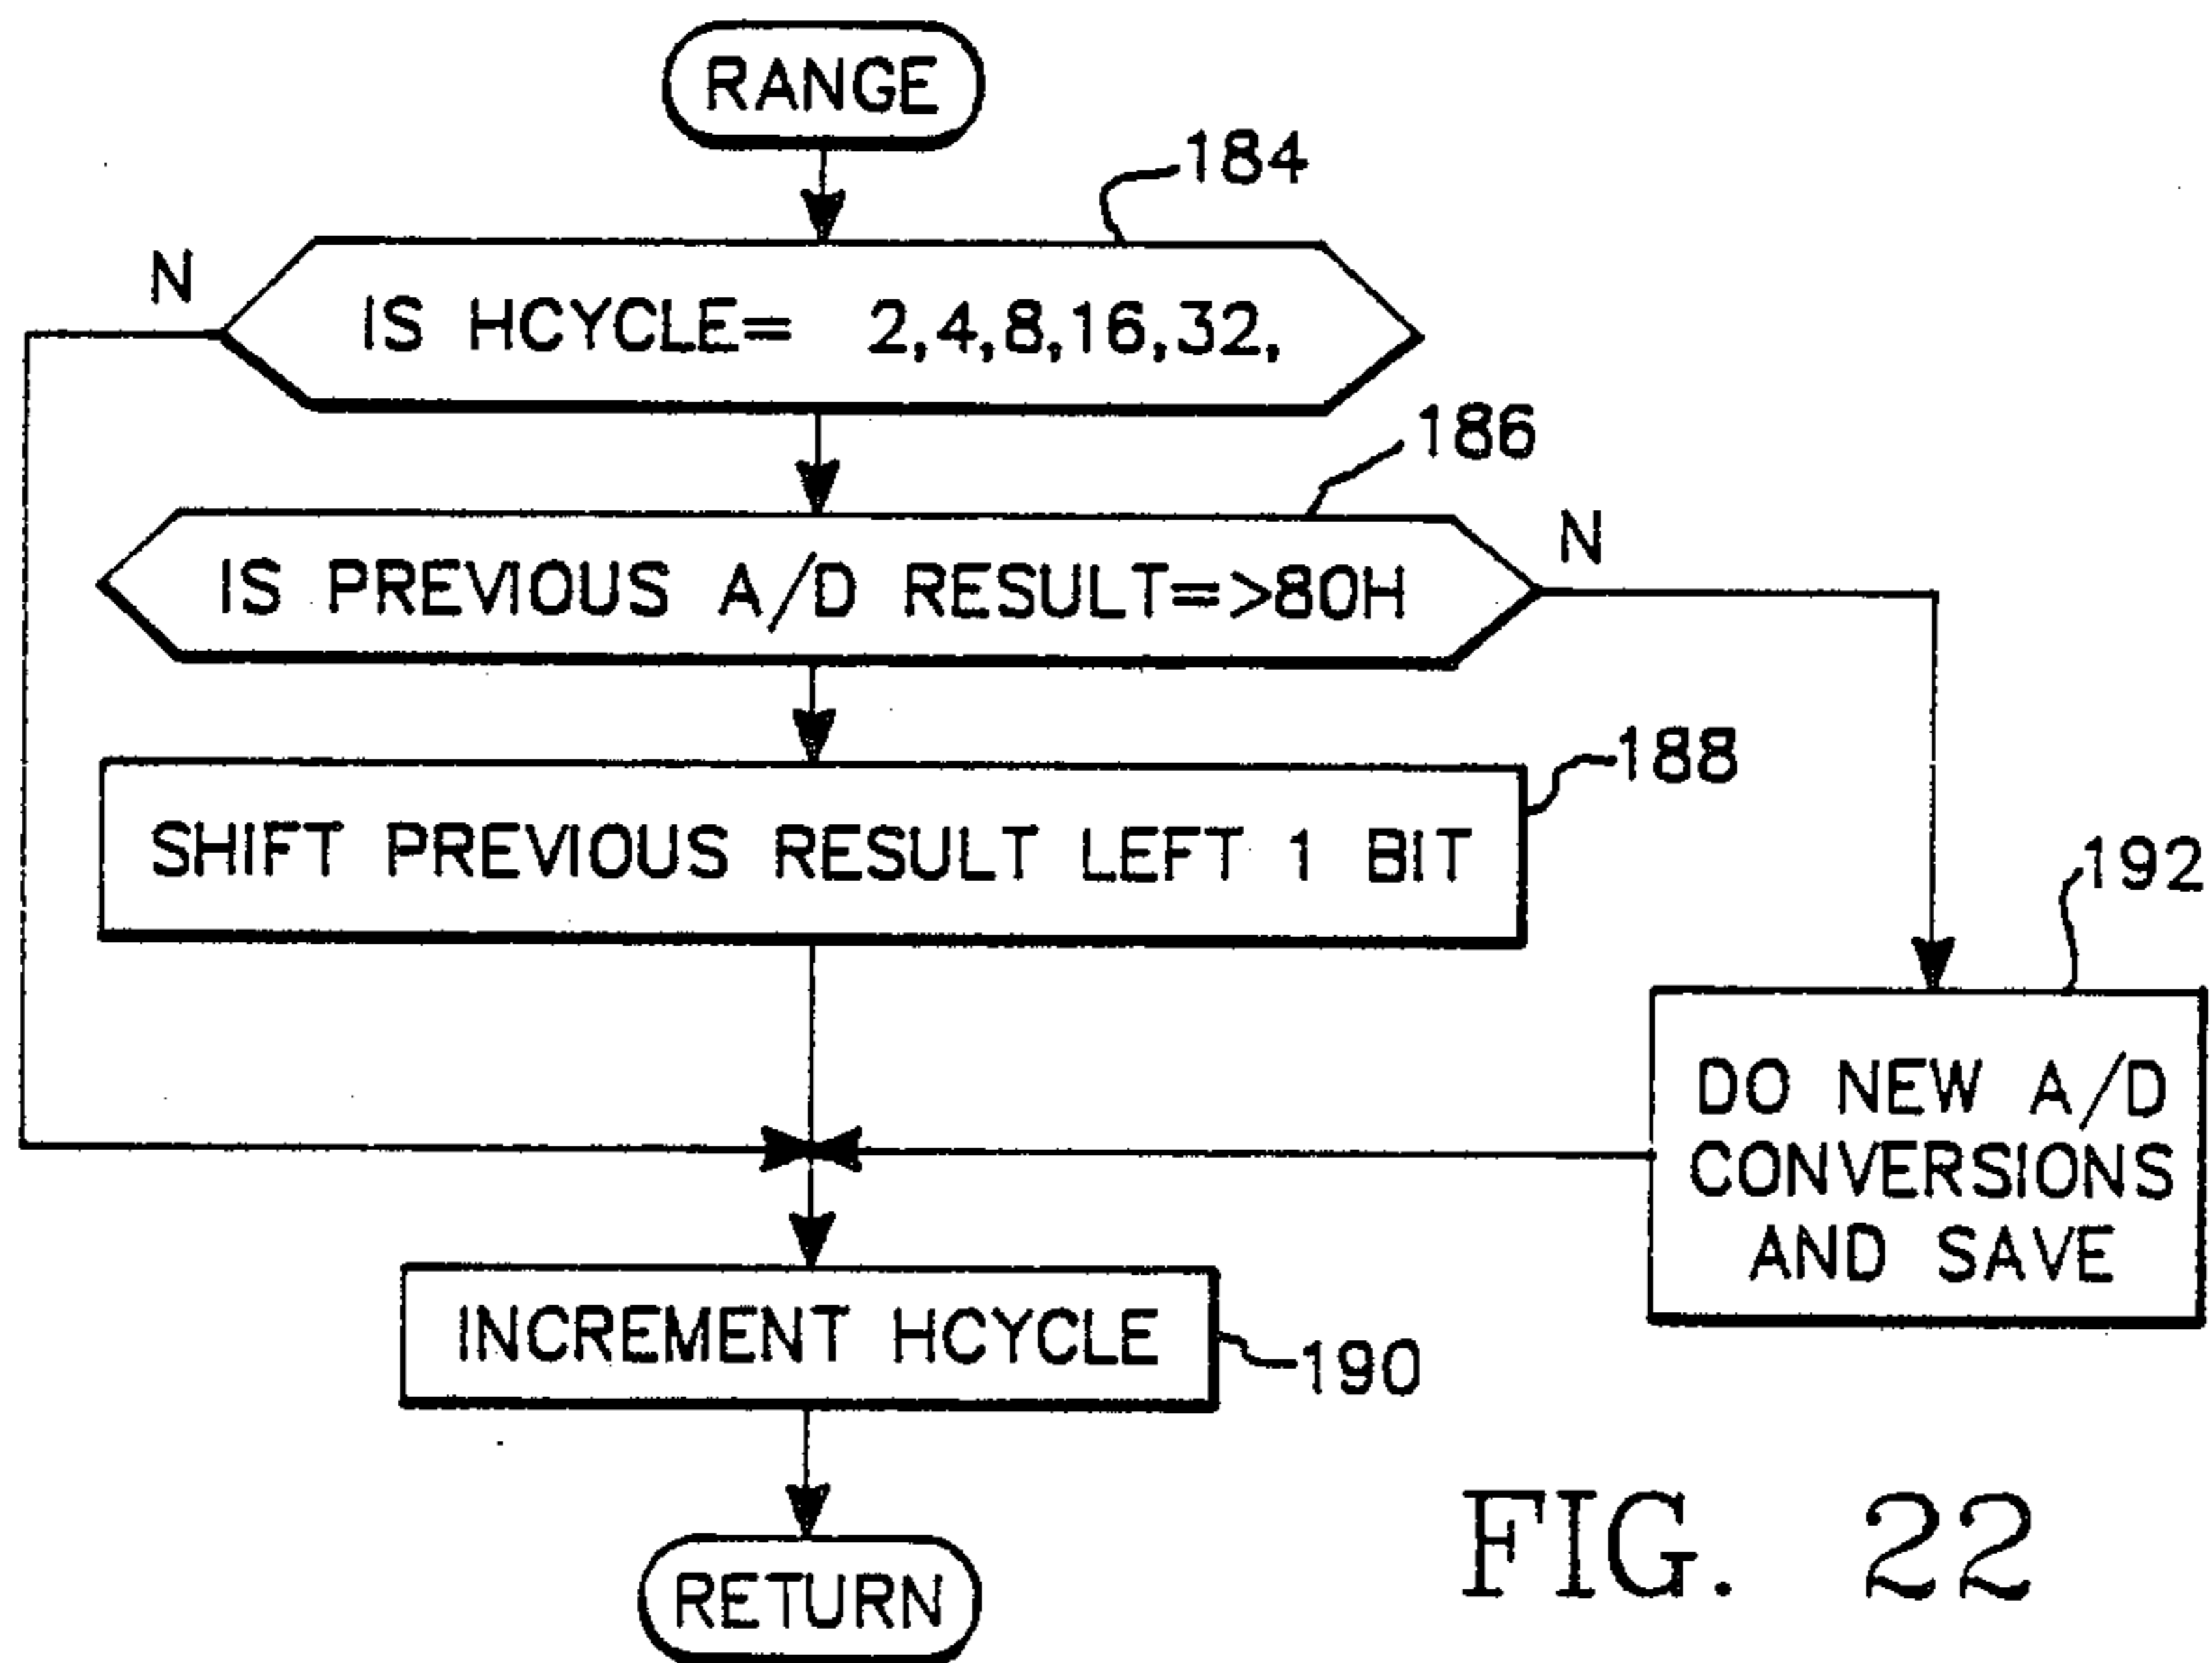 RANGE
184
N
IS HCYCLE= 2,4,8,16,32,
186
N
IS PREVIOUS A/D RESULT=>80H
188
SHIFT PREVIOUS RESULT LEFT 1 BIT
192
DO NEW A/D
CONVERSIONS
AND SAVE
INCREMENT HCYCLE
190
RETURN
FIG. 22